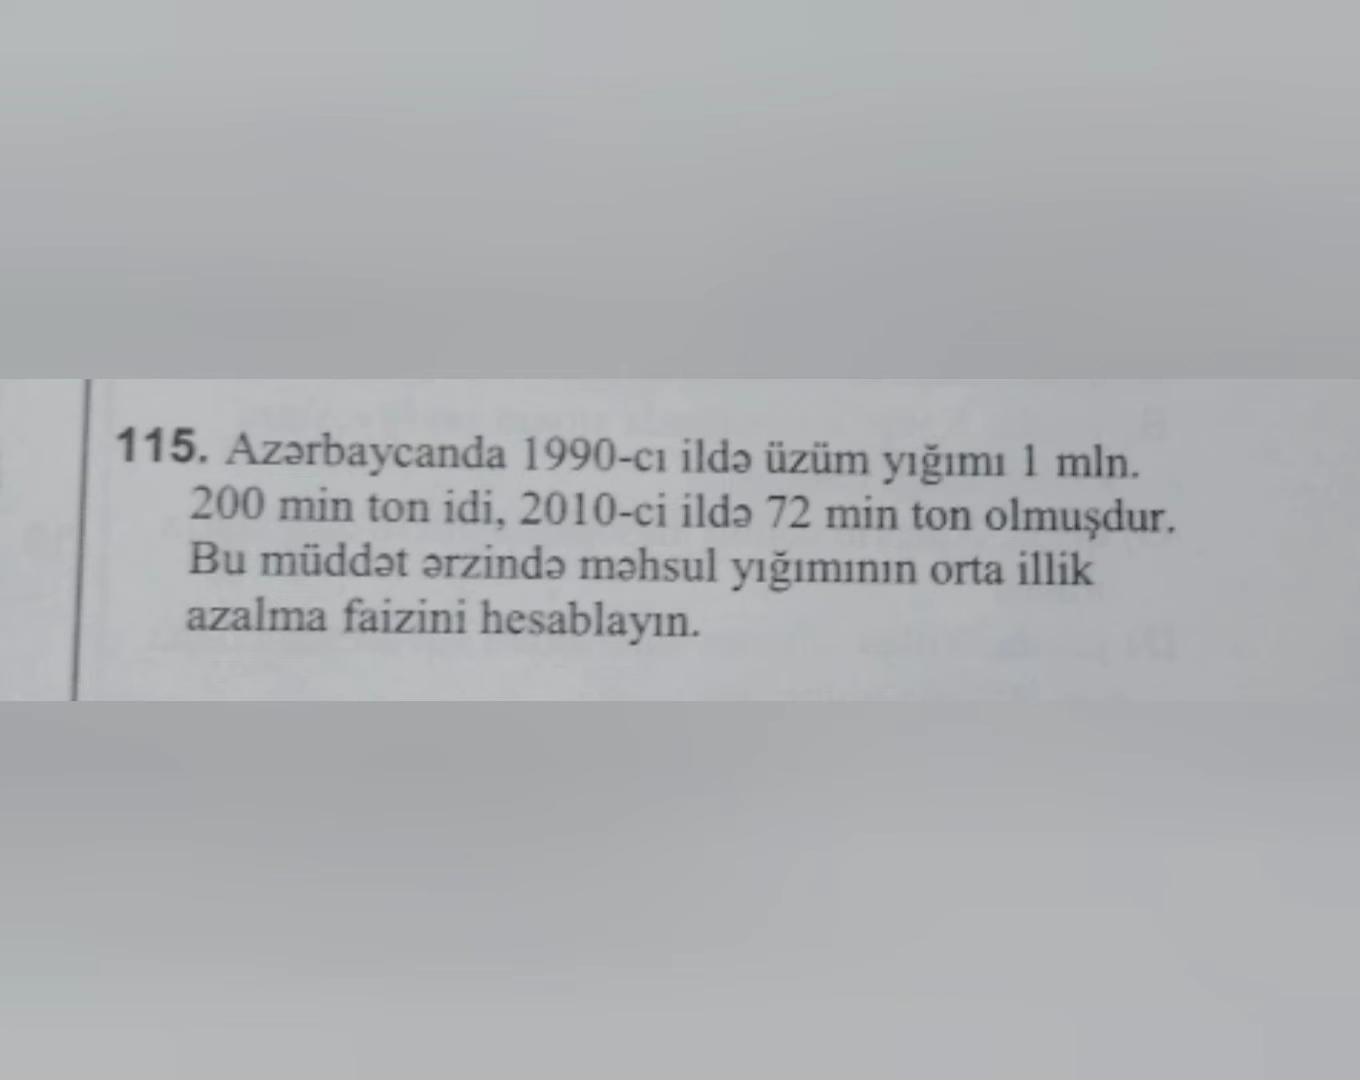 115. Azərbaycanda 1990-cı ildə üzüm yığımı 1 mln.
200 min ton idi, 2010-ci ildə 72 min ton olmuşdur.
Bu müddət ərzində məhsul yığımının orta illik
azalma faizini hesablayın.